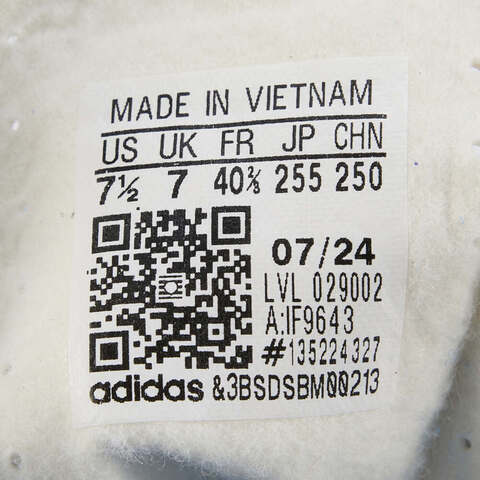 MADE IN VIETNAM
US UK FR JP CHN
7½ 7 40⅔ 255 250
07/24
LVL 029002
A:IF9643
#135224327
adidas &3BSDSBM00213